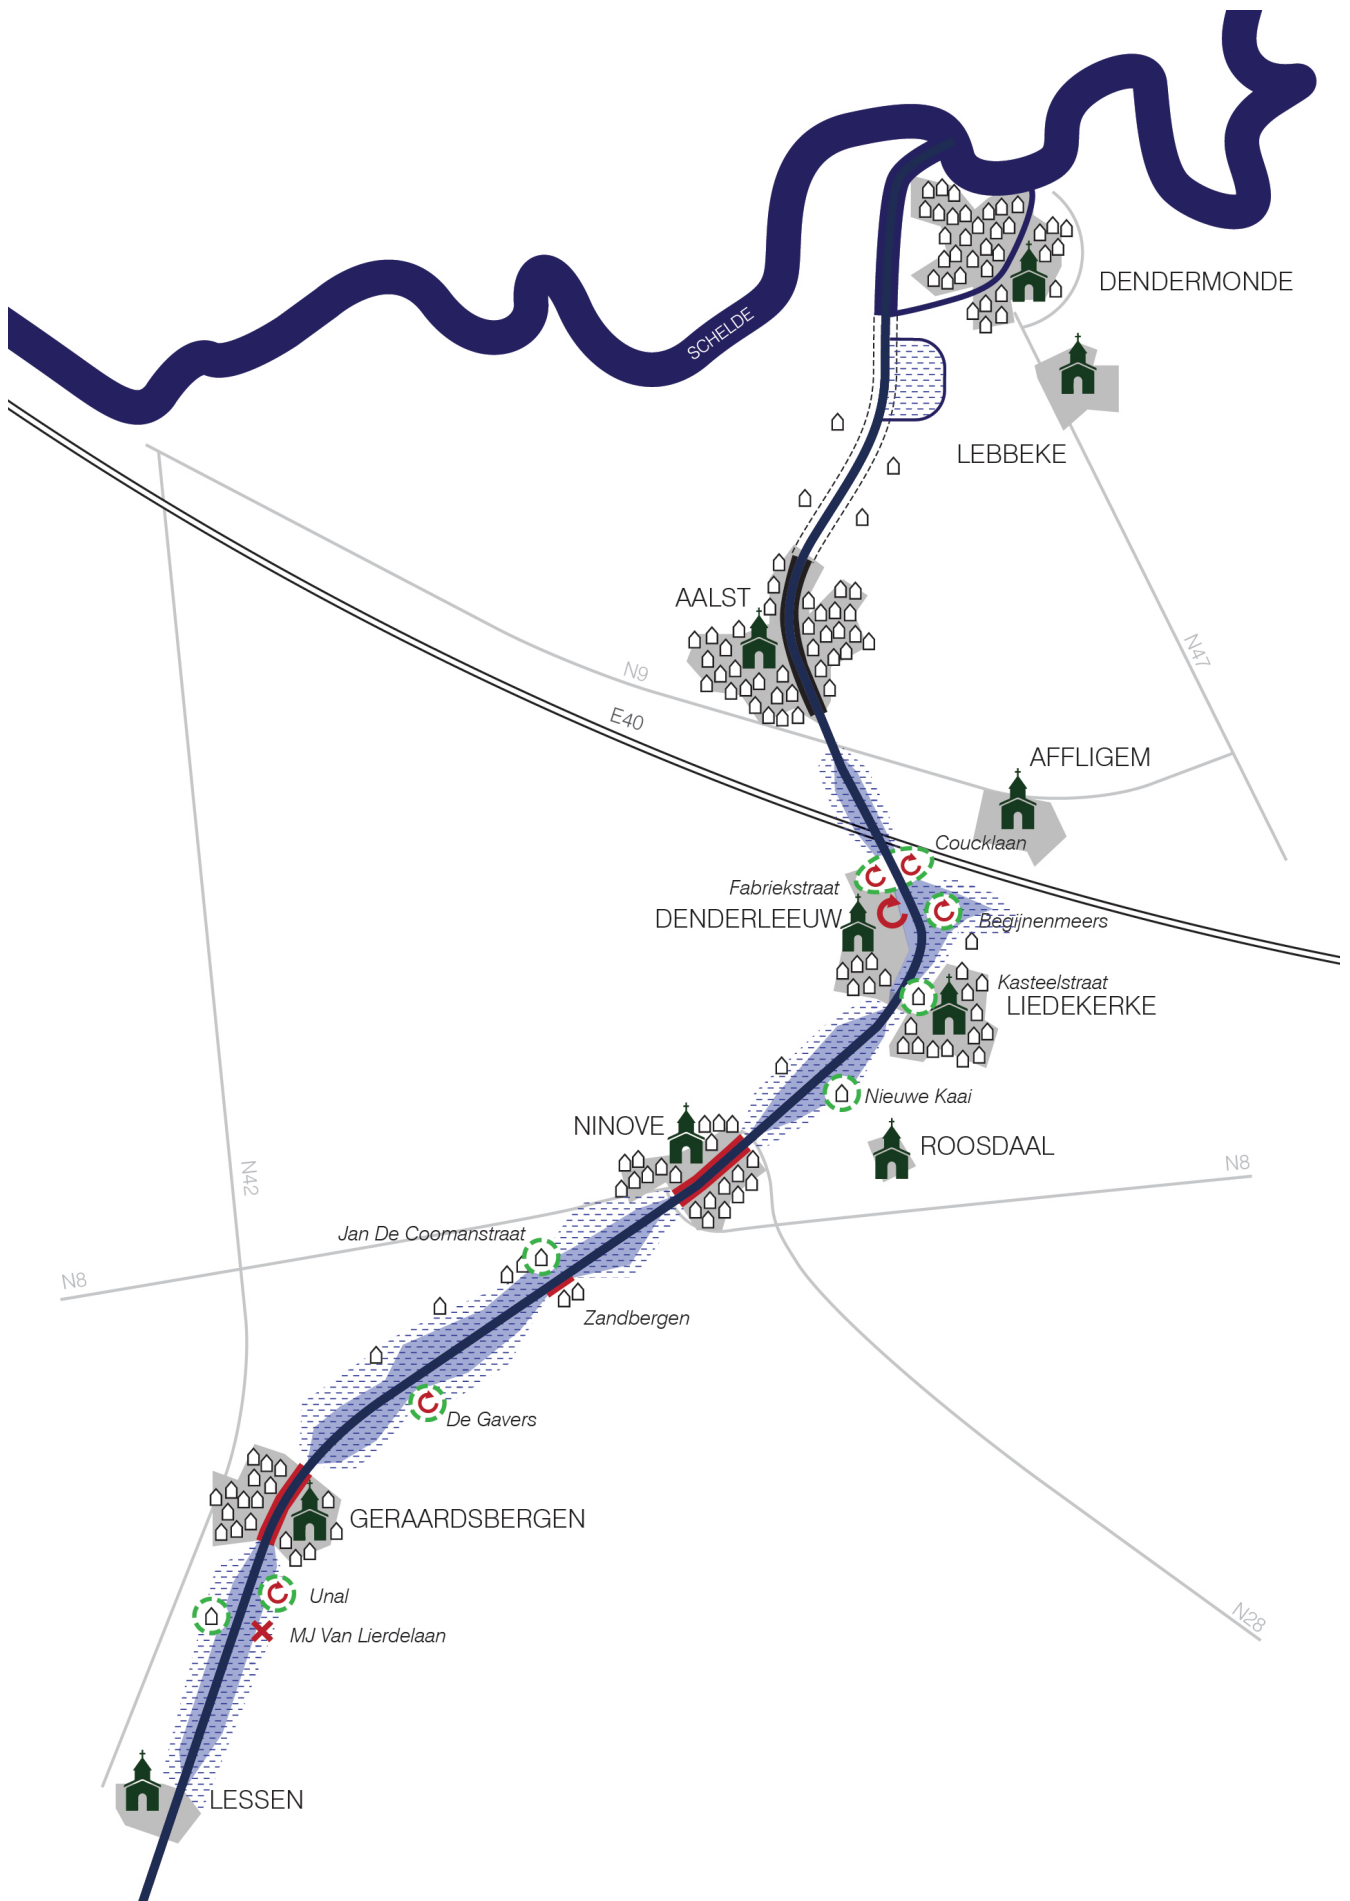 DENDERMONDE
SCHELDE
LEBBEKE
AALST
N47
N9
E40
AFFLIGEM
Coucklaan
Fabriekstraat
DENDERLEEUW
Begijnenmeers
Kasteelstraat
LIEDEKERKE
Nieuwe Kaai
NINOVE
ROOSDAAL
N8
N42
Jan De Coomanstraat
N8
Zandbergen
De Gavers
GERAARDSBERGEN
Unal
N28
MJ Van Lierdelaan
LESSEN